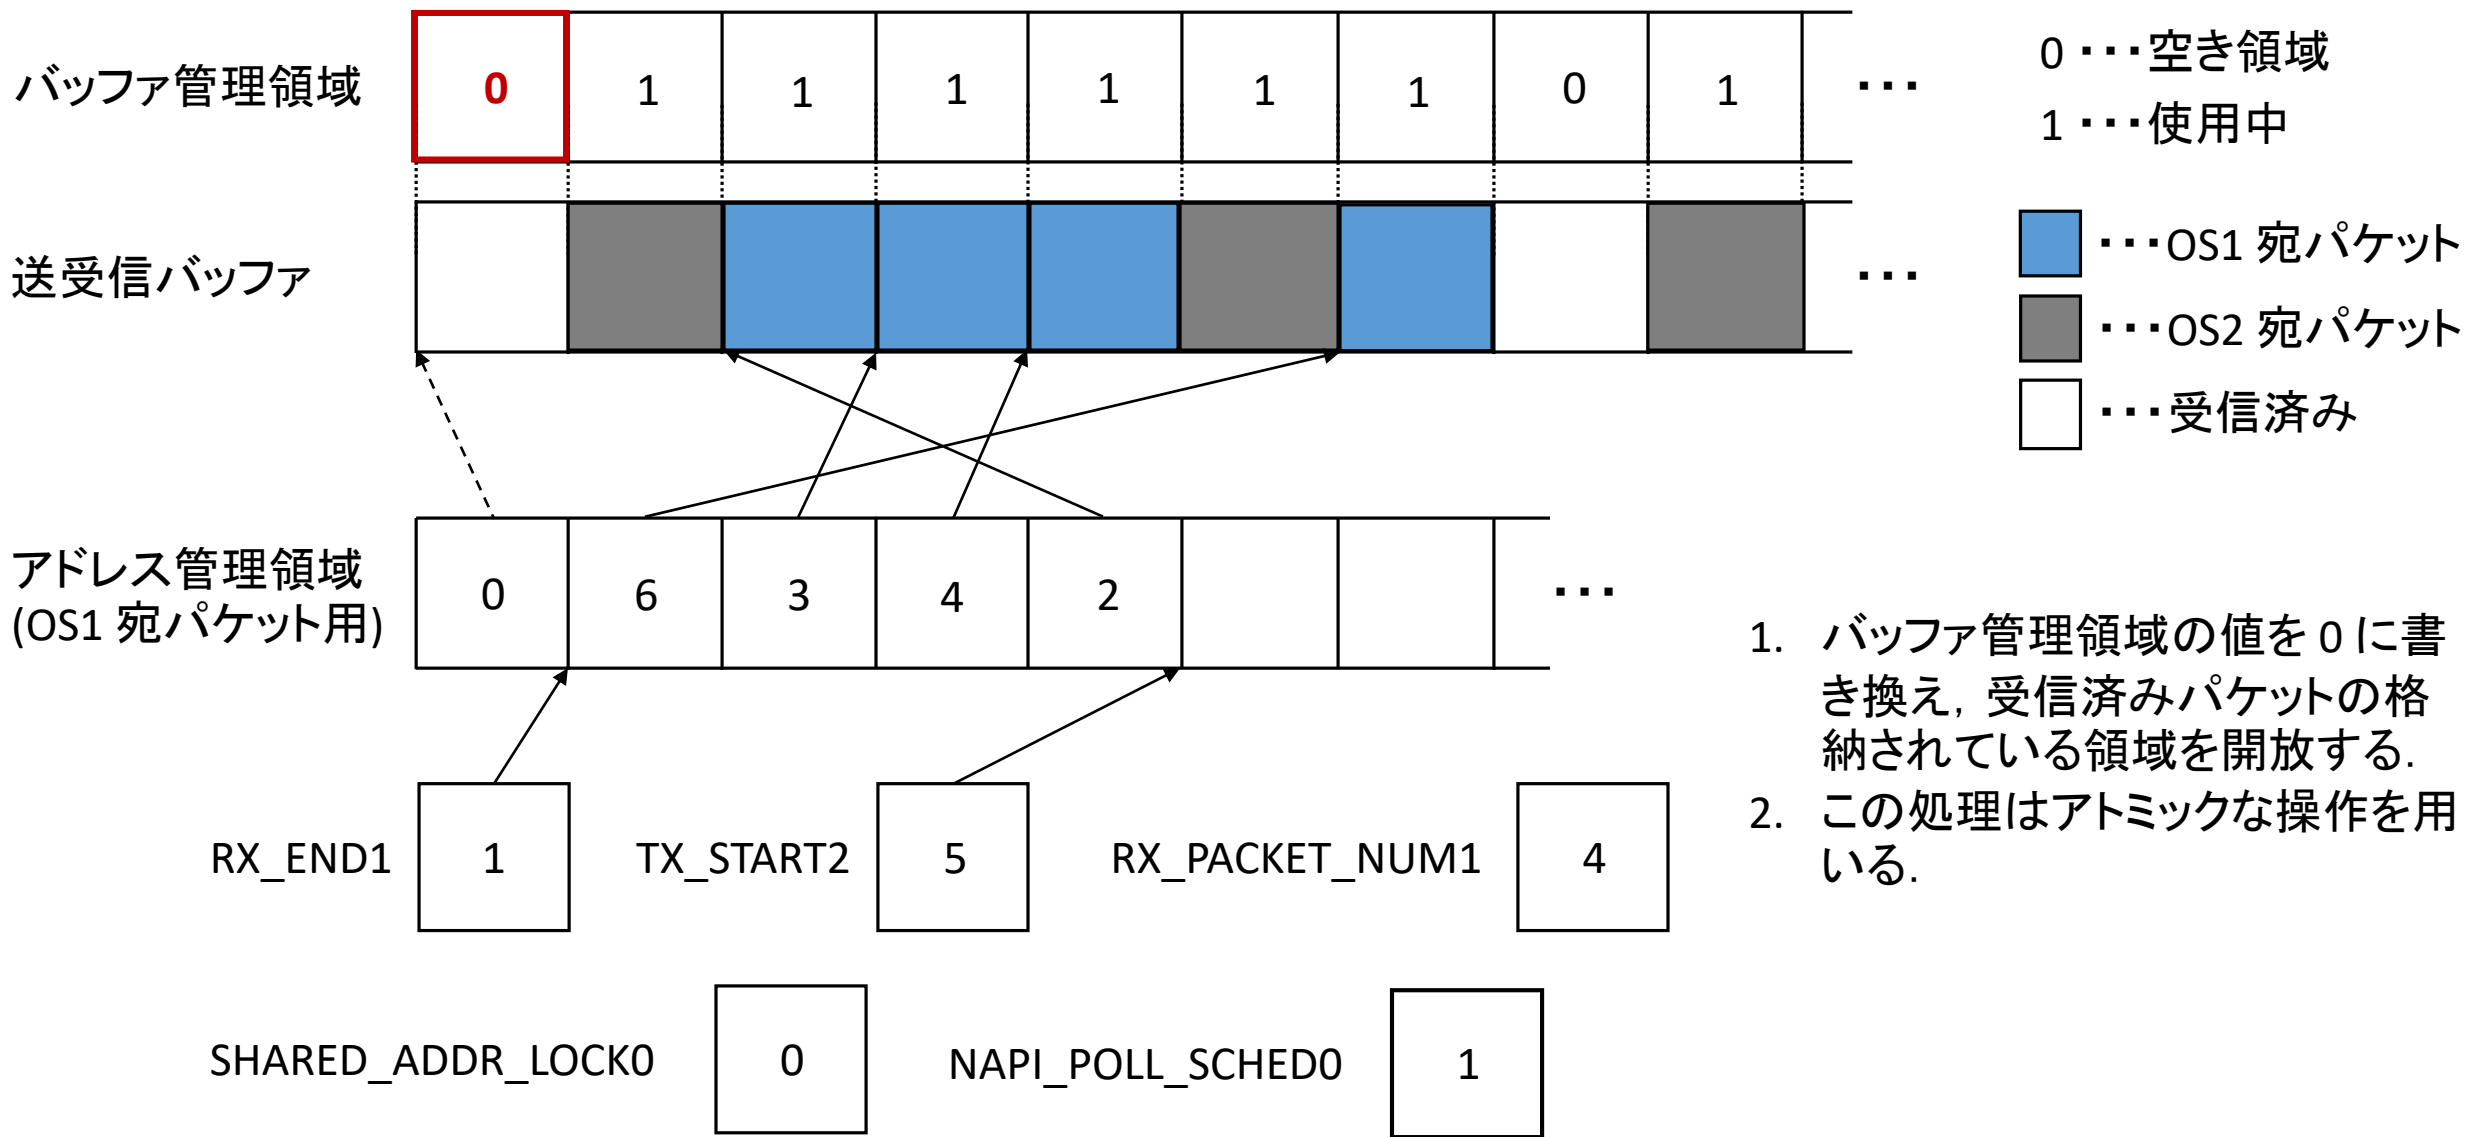 バッファ管理領域 0 1 1 1 1 1 1 0 1 ･･･
0 ･･･空き領域
1 ･･･使用中
送受信バッファ ･･･
･･･OS1 宛パケット
･･･OS2 宛パケット
･･･受信済み
アドレス管理領域
(OS1 宛パケット用)
0 6 3 4 2 ･･･
1. バッファ管理領域の値を 0 に書
き換え，受信済みパケットの格
納されている領域を開放する．
2. この処理はアトミックな操作を用
いる．
RX_END1 1 TX_START2 5 RX_PACKET_NUM1 4
SHARED_ADDR_LOCK0 0 NAPI_POLL_SCHED0 1